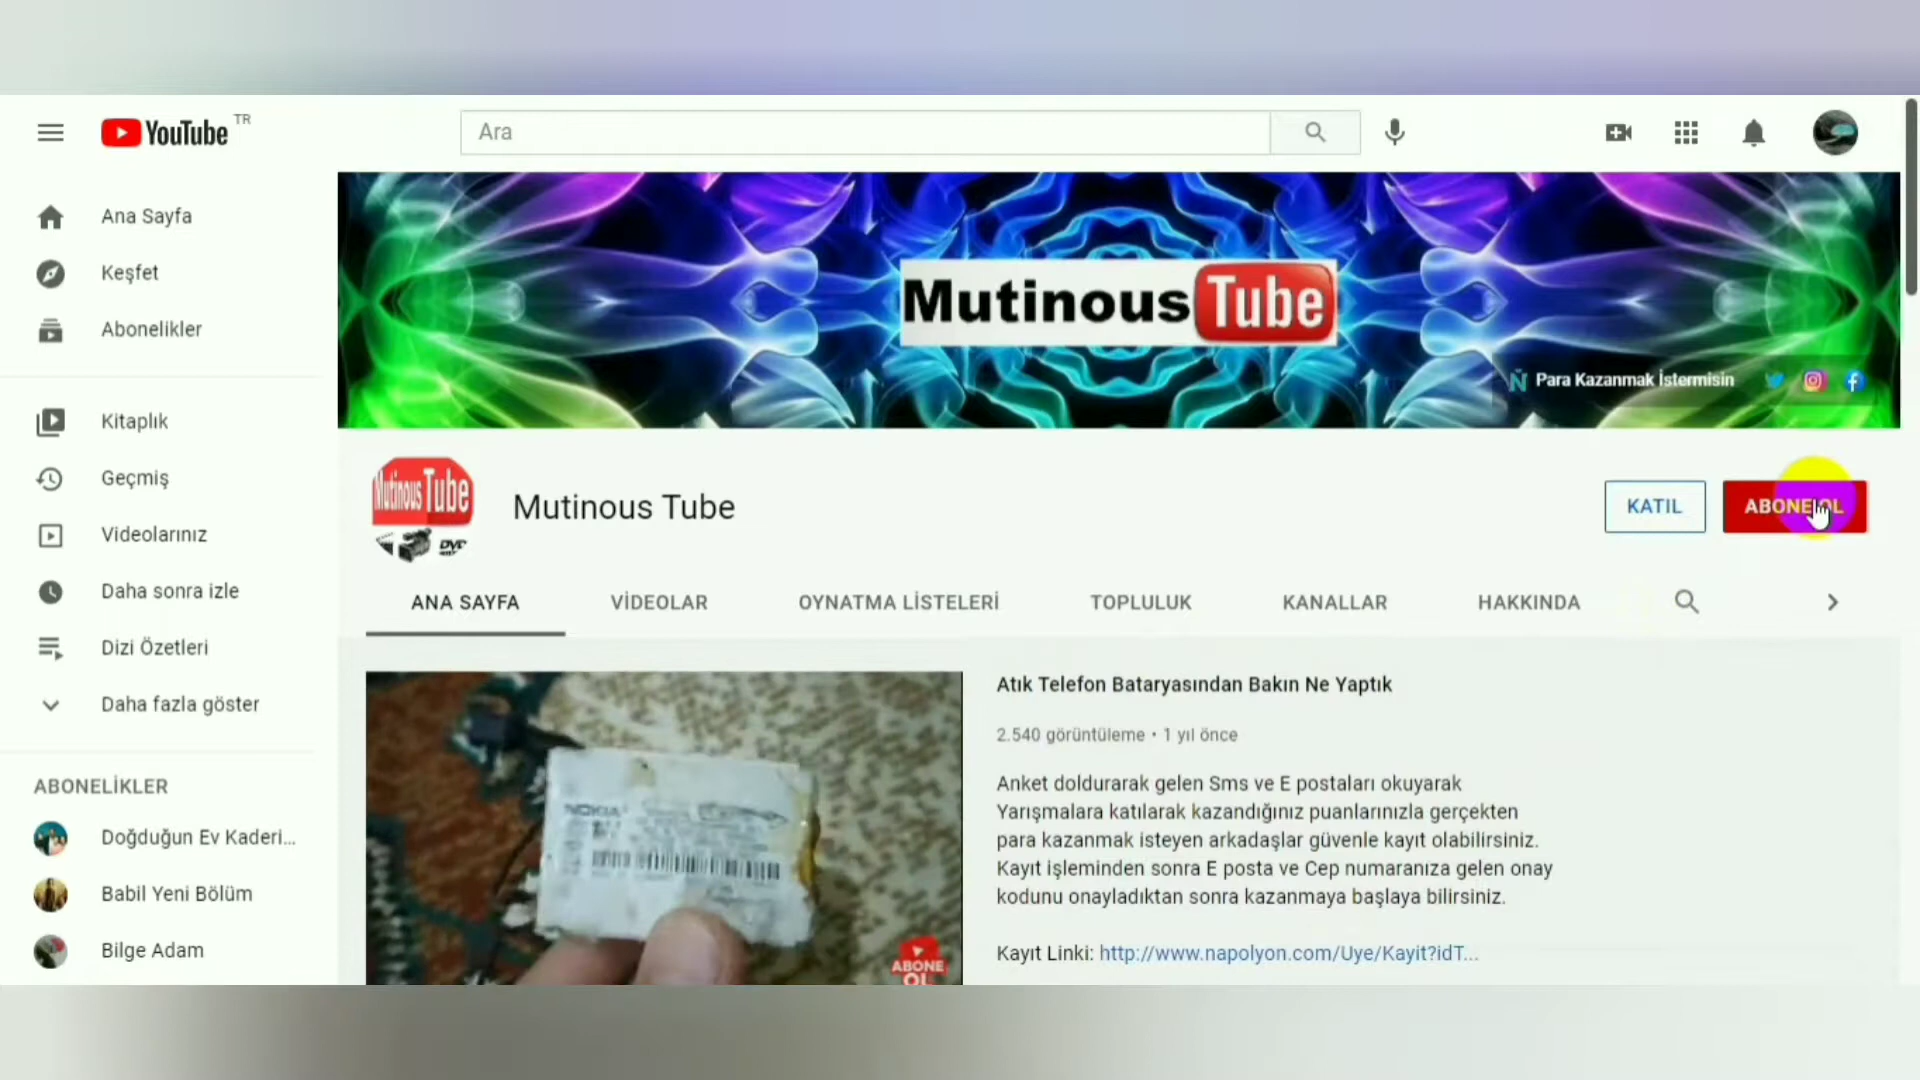 YouTube TR
Ara
Ana Sayfa
Keşfet
Abonelikler
Kitaplık
Geçmiş
Videolarınız
Daha sonra izle
Dizi Özetleri
Daha fazla göster
ABONELİKLER
Doğduğun Ev Kaderi...
Babil Yeni Bölüm
Bilge Adam
Mutinous Tube
Para Kazanmak İstermisin
Mutinous Tube
DVD
Mutinous Tube
KATIL
ABONE OL
ANA SAYFA
VİDEOLAR
OYNATMA LİSTELERİ
TOPLULUK
KANALLAR
HAKKINDA
NOKIA
ABONE
OL
Atık Telefon Bataryasından Bakın Ne Yaptık
2.540 görüntüleme • 1 yıl önce
Anket doldurarak gelen Sms ve E postaları okuyarak
Yarışmalara katılarak kazandığınız puanlarınızla gerçekten
para kazanmak isteyen arkadaşlar güvenle kayıt olabilirsiniz.
Kayıt işleminden sonra E posta ve Cep numaranıza gelen onay
kodunu onayladıktan sonra kazanmaya başlaya bilirsiniz.
Kayıt Linki: http://www.napolyon.com/Uye/Kayit?idT...